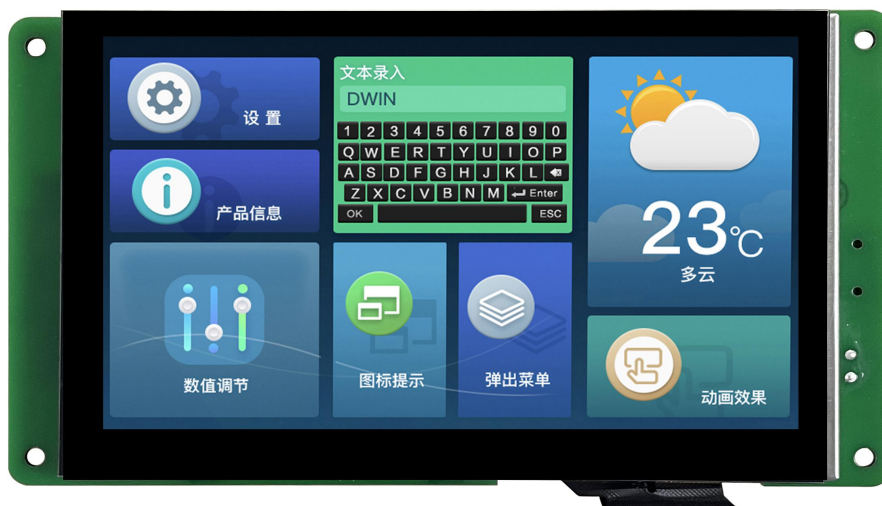 设置
产品信息
数值调节
文本录入
DWIN
1 2 3 4 5 6 7 8 9 0
Q W E R T Y U I O P
A S D F G H J K L
Z X C V B N M Enter
OK ESC
图标提示
弹出菜单
23℃
多云
动画效果